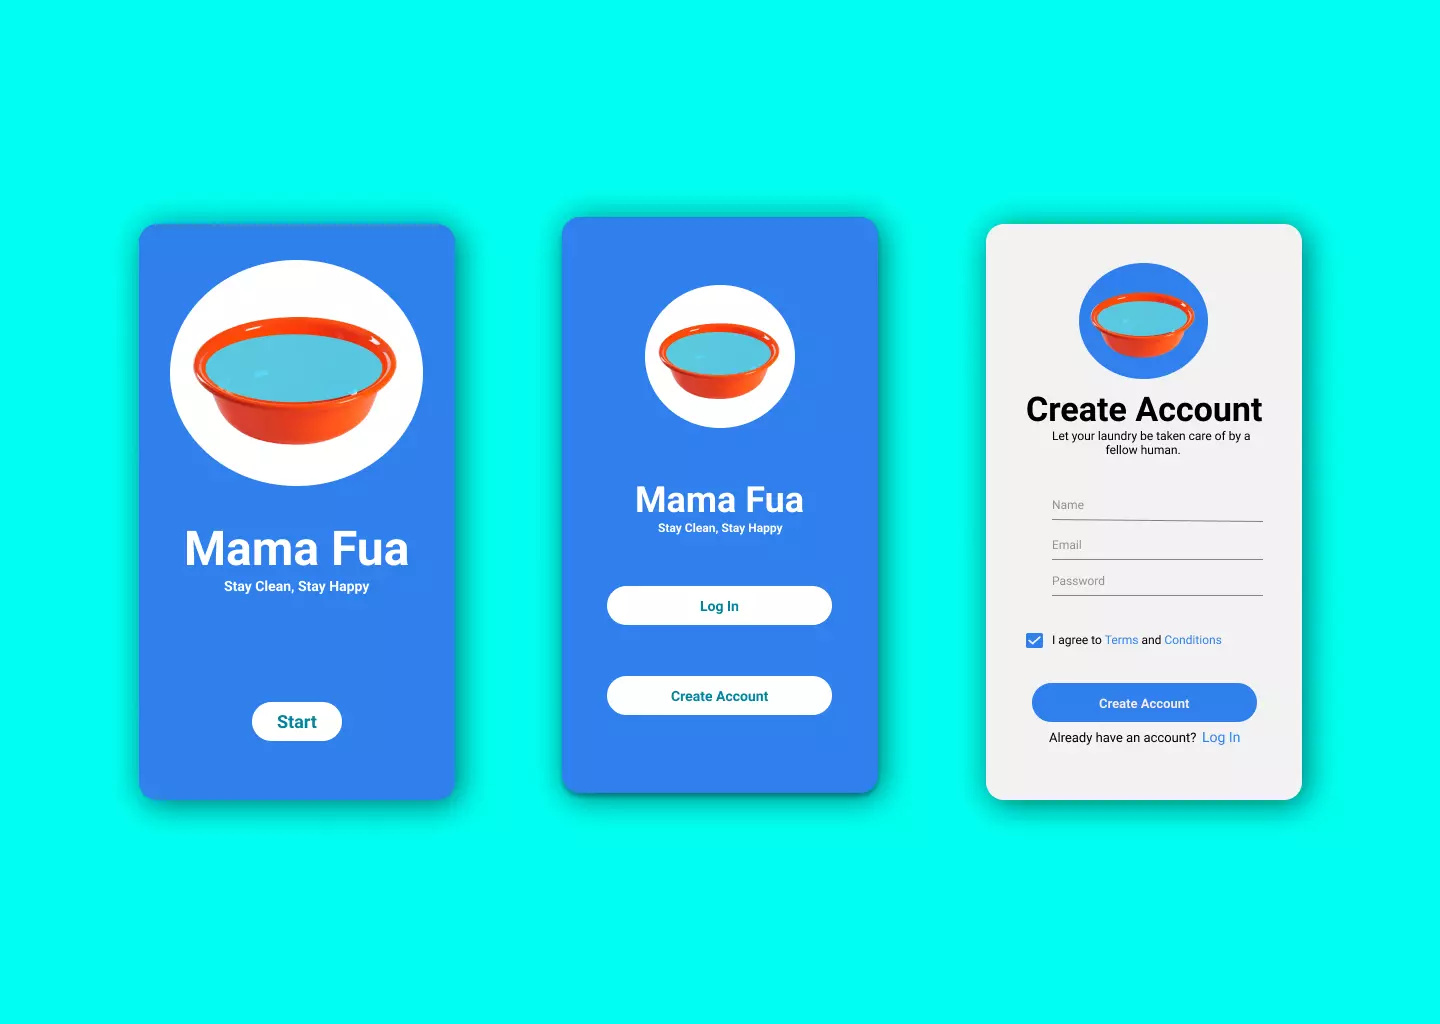 Mama Fua
Stay Clean, Stay Happy
Start
Mama Fua
Stay Clean, Stay Happy
Log In
Create Account
Create Account
Let your laundry be taken care of by a
fellow human.
Name
Email
Password
I agree to Terms and Conditions
Create Account
Already have an account? Log In